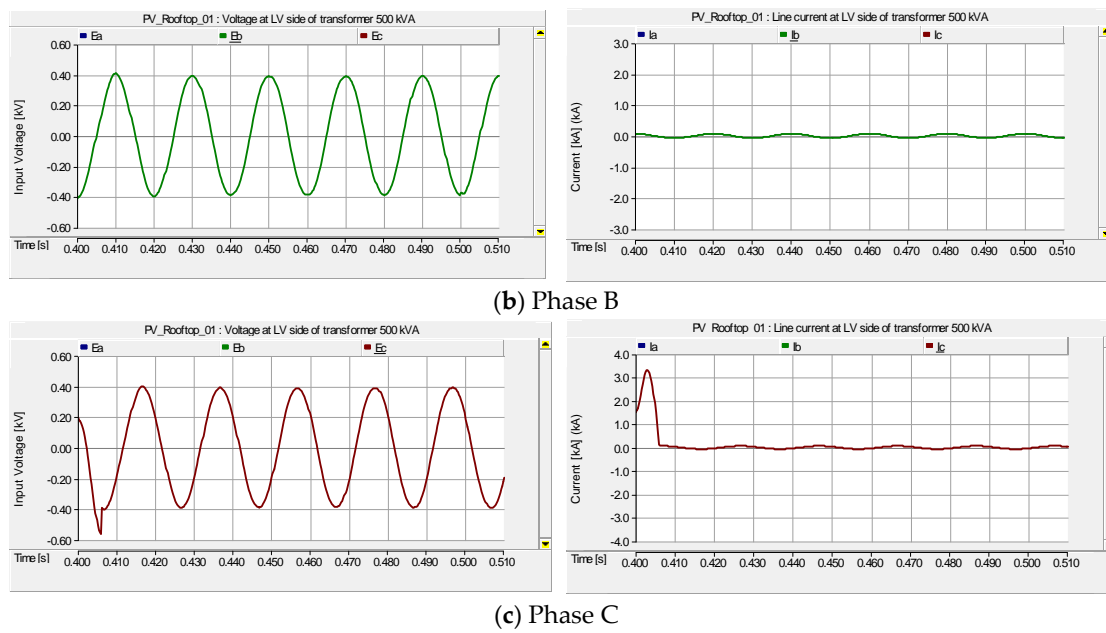 PV_Rooftop_01 : Voltage at LV side of transformer 500 kVA
Ea Eb Ec
0.60
0.40
0.20
0.00
-0.20
-0.40
-0.60
Input Voltage [kV]
Time [s] 0.400 0.410 0.420 0.430 0.440 0.450 0.460 0.470 0.480 0.490 0.500 0.510
PV_Rooftop_01 : Line current at LV side of transformer 500 kVA
Ia Ib Ic
3.0
2.0
1.0
0.0
-1.0
-2.0
-3.0
Current [kA] (kA)
Time [s] 0.400 0.410 0.420 0.430 0.440 0.450 0.460 0.470 0.480 0.490 0.500 0.510
(b) Phase B
PV_Rooftop_01 : Voltage at LV side of transformer 500 kVA
Ea Eb Ec
0.60
0.40
0.20
0.00
-0.20
-0.40
-0.60
Input Voltage [kV]
Time [s] 0.400 0.410 0.420 0.430 0.440 0.450 0.460 0.470 0.480 0.490 0.500 0.510
PV Rooftop 01 : Line current at LV side of transformer 500 kVA
Ia Ib Ic
4.0
3.0
2.0
1.0
0.0
-1.0
-2.0
-3.0
-4.0
Current [kA] (kA)
Time [s] 0.400 0.410 0.420 0.430 0.440 0.450 0.460 0.470 0.480 0.490 0.500 0.510
(c) Phase C